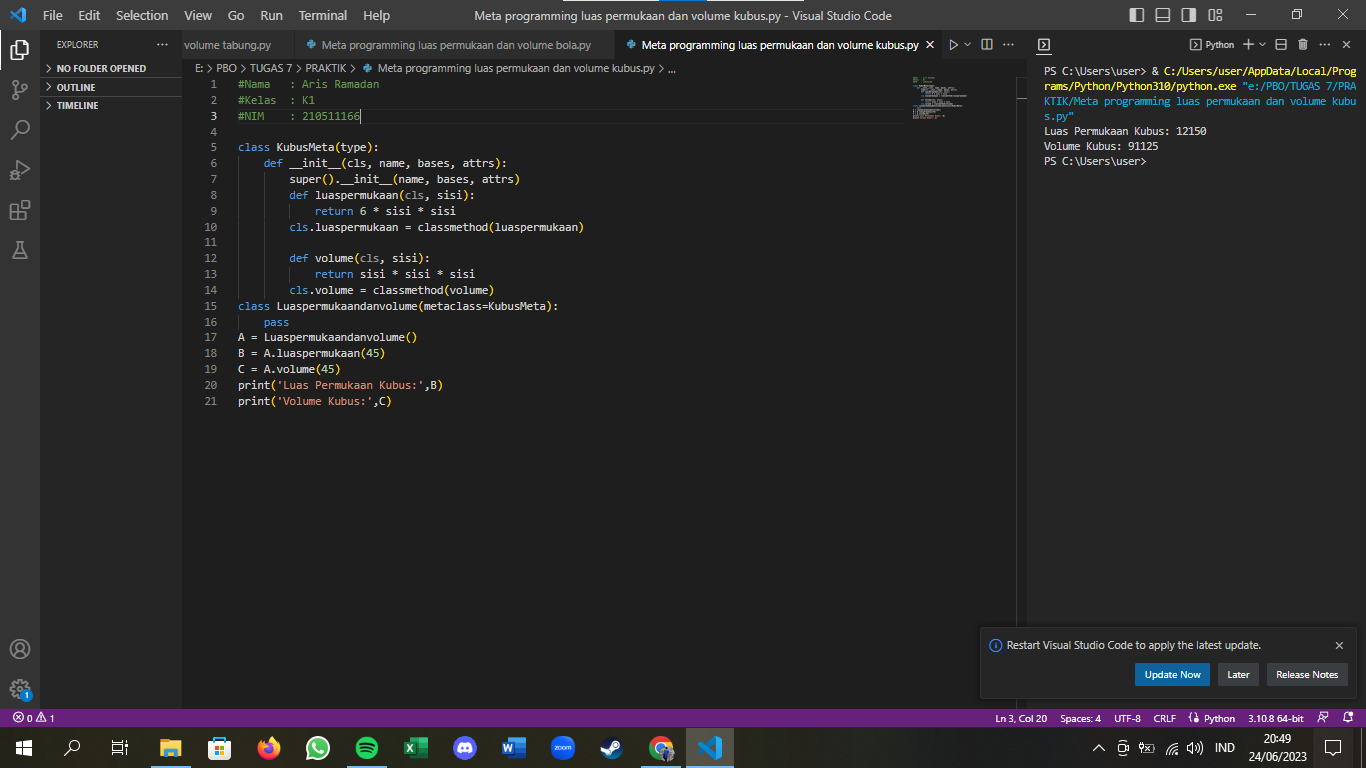 File Edit Selection View Go Run Terminal Help
Meta programming luas permukaan dan volume kubus.py - Visual Studio Code
EXPLORER
NO FOLDER OPENED
OUTLINE
TIMELINE
volume tabung.py
Meta programming luas permukaan dan volume bola.py
Meta programming luas permukaan dan volume kubus.py
E: > PBO > TUGAS 7 > PRAKTIK > Meta programming luas permukaan dan volume kubus.py > ...
1 #Nama   : Aris Ramadan
2 #Kelas  : K1
3 #NIM    : 210511166
4
5 class KubusMeta(type):
6     def __init__(cls, name, bases, attrs):
7         super().__init__(name, bases, attrs)
8         def luaspermukaan(cls, sisi):
9             return 6 * sisi * sisi
10         cls.luaspermukaan = classmethod(luaspermukaan)
11
12         def volume(cls, sisi):
13             return sisi * sisi * sisi
14         cls.volume = classmethod(volume)
15 class Luaspermukaandanvolume(metaclass=KubusMeta):
16     pass
17 A = Luaspermukaandanvolume()
18 B = A.luaspermukaan(45)
19 C = A.volume(45)
20 print('Luas Permukaan Kubus:',B)
21 print('Volume Kubus:',C)
Python
PS C:\Users\user> & C:/Users/user/AppData/Local/Prog
rams/Python/Python310/python.exe "e:/PBO/TUGAS 7/PRA
KTIK/Meta programming luas permukaan dan volume kubu
s.py"
Luas Permukaan Kubus: 12150
Volume Kubus: 91125
PS C:\Users\user>
Restart Visual Studio Code to apply the latest update.
Update Now
Later
Release Notes
1
0 1
Ln 3, Col 20
Spaces: 4
UTF-8
CRLF
Python
3.10.8 64-bit
zoom
IND
20:49
24/06/2023